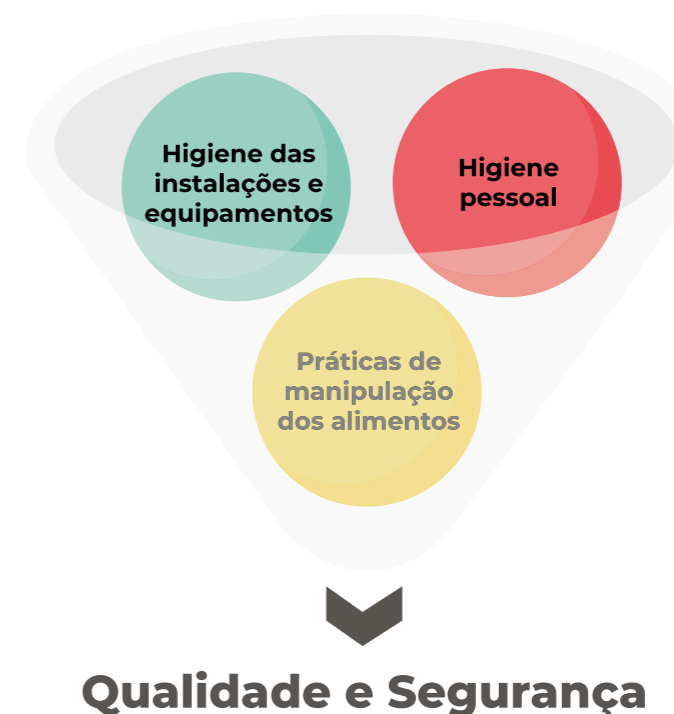 Higiene das
instalações e
equipamentos
Higiene
pessoal
Práticas de
manipulação
dos alimentos
Qualidade e Segurança